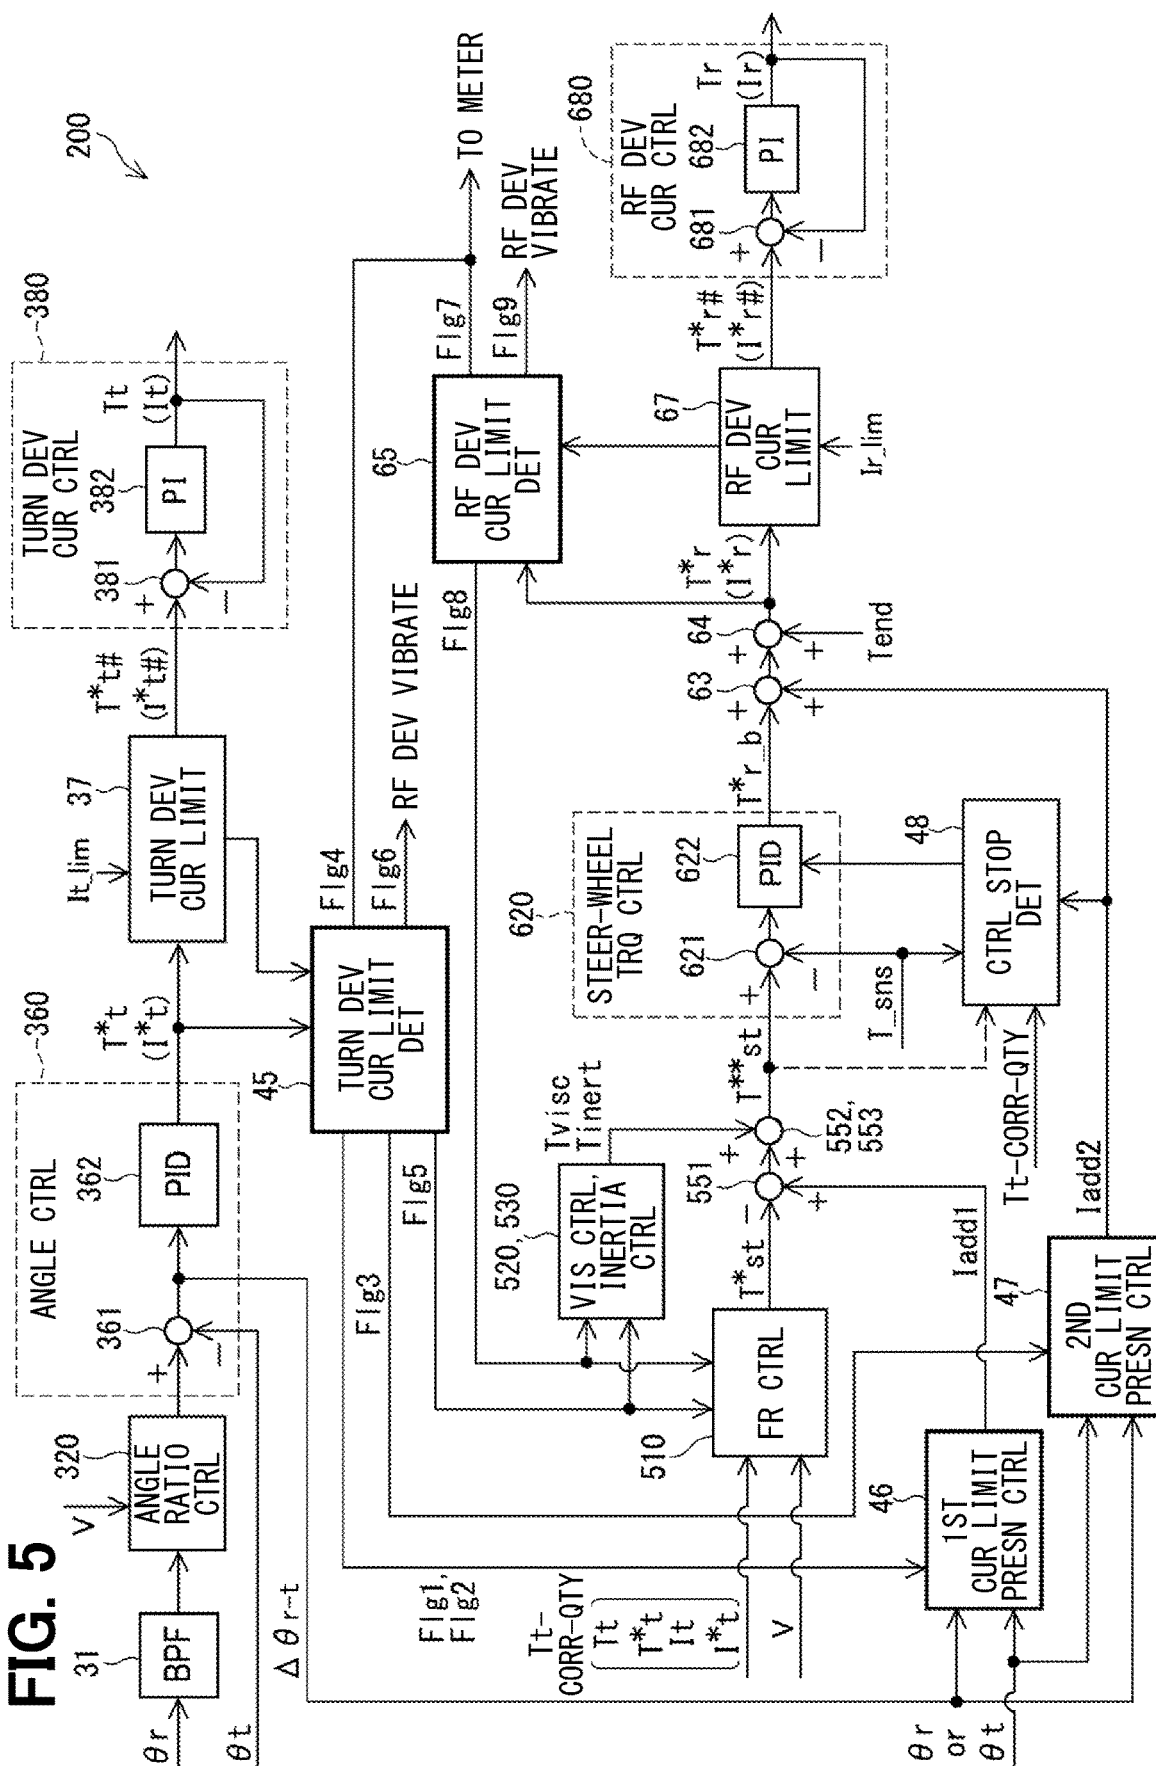 FIG. 5
200
θr
θt
31
BPF
V
320
ANGLE
RATIO
CTRL
ANGLE CTRL
360
361
+
−
362
PID
T*t
(I*t)
It_lim
37
TURN DEV
CUR LIMIT
T*t#
(I*t#)
TURN DEV
CUR CTRL
380
381
+
−
382
PI
Tt
(It)
Δθr-t
45
TURN DEV
CUR LIMIT
DET
Flg1,
Flg2
Flg3
Flg5
Flg4
Flg6
RF DEV VIBRATE
Flg8
65
RF DEV
CUR LIMIT
DET
Flg7
TO METER
Flg9
RF DEV
VIBRATE
Tt-
CORR-QTY
Tt
T*t
It
I*t
V
510
FR CTRL
520, 530
VIS CTRL,
INERTIA
CTRL
Tvisc
Tinert
T*st
551
−
+
552,
553
+
+
T**st
620
STEER-WHEEL
TRQ CTRL
621
+
−
622
PID
T_sns
T*r_b
63
+
+
64
+
+
Tend
T*r
(I*r)
67
RF DEV
CUR
LIMIT
Ir_lim
T*r#
(I*r#)
RF DEV
CUR CTRL
680
681
+
−
682
PI
Tr
(Ir)
48
CTRL STOP
DET
Tt-CORR-QTY
Iadd1
Iadd2
46
1ST
CUR LIMIT
PRESN CTRL
47
2ND
CUR LIMIT
PRESN CTRL
θr
or
θt